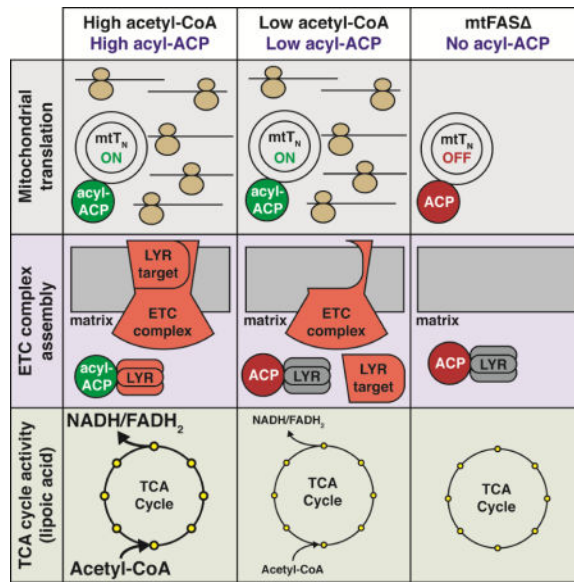 High acetyl-CoA
High acyl-ACP
Low acetyl-CoA
Low acyl-ACP
mtFASΔ
No acyl-ACP
Mitochondrial
translation
mtTN
ON
acyl-
ACP
mtTN
ON
acyl-
ACP
mtTN
OFF
ACP
ETC complex
assembly
LYR
target
ETC
complex
matrix
acyl-
ACP
LYR
ETC
complex
matrix
ACP
LYR
LYR
target
matrix
ACP
LYR
TCA cycle activity
(lipoic acid)
NADH/FADH2
TCA
Cycle
Acetyl-CoA
NADH/FADH2
TCA
Cycle
Acetyl-CoA
TCA
Cycle